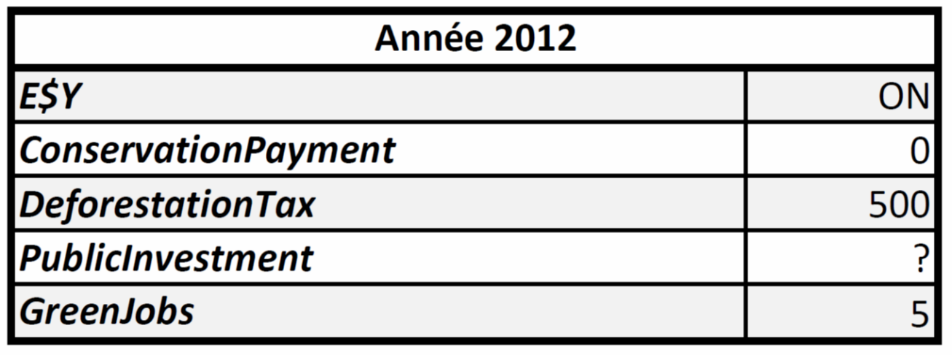 Année 2012
E$Y ON
ConservationPayment 0
DeforestationTax 500
PublicInvestment ?
GreenJobs 5